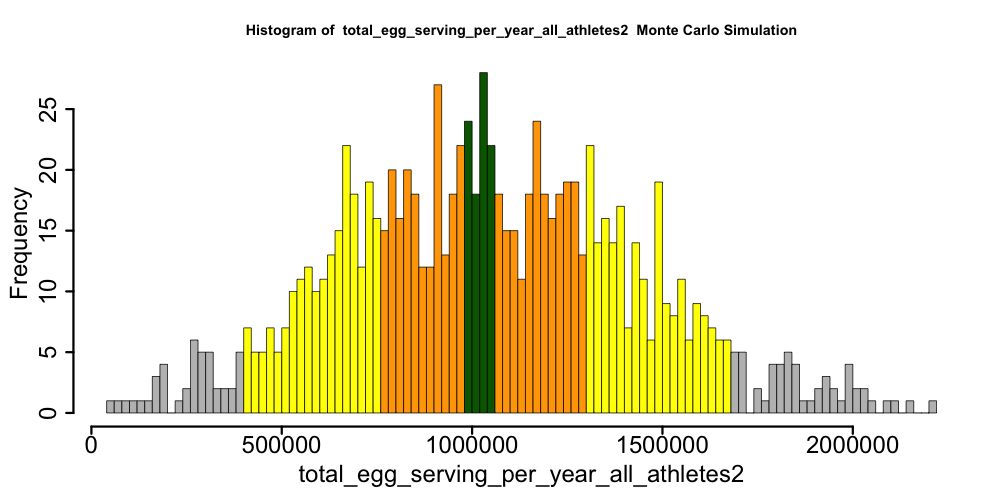 Histogram of  total_egg_serving_per_year_all_athletes2  Monte Carlo Simulation
Frequency
25
20
15
10
5
0
0 500000 1000000 1500000 2000000
total_egg_serving_per_year_all_athletes2